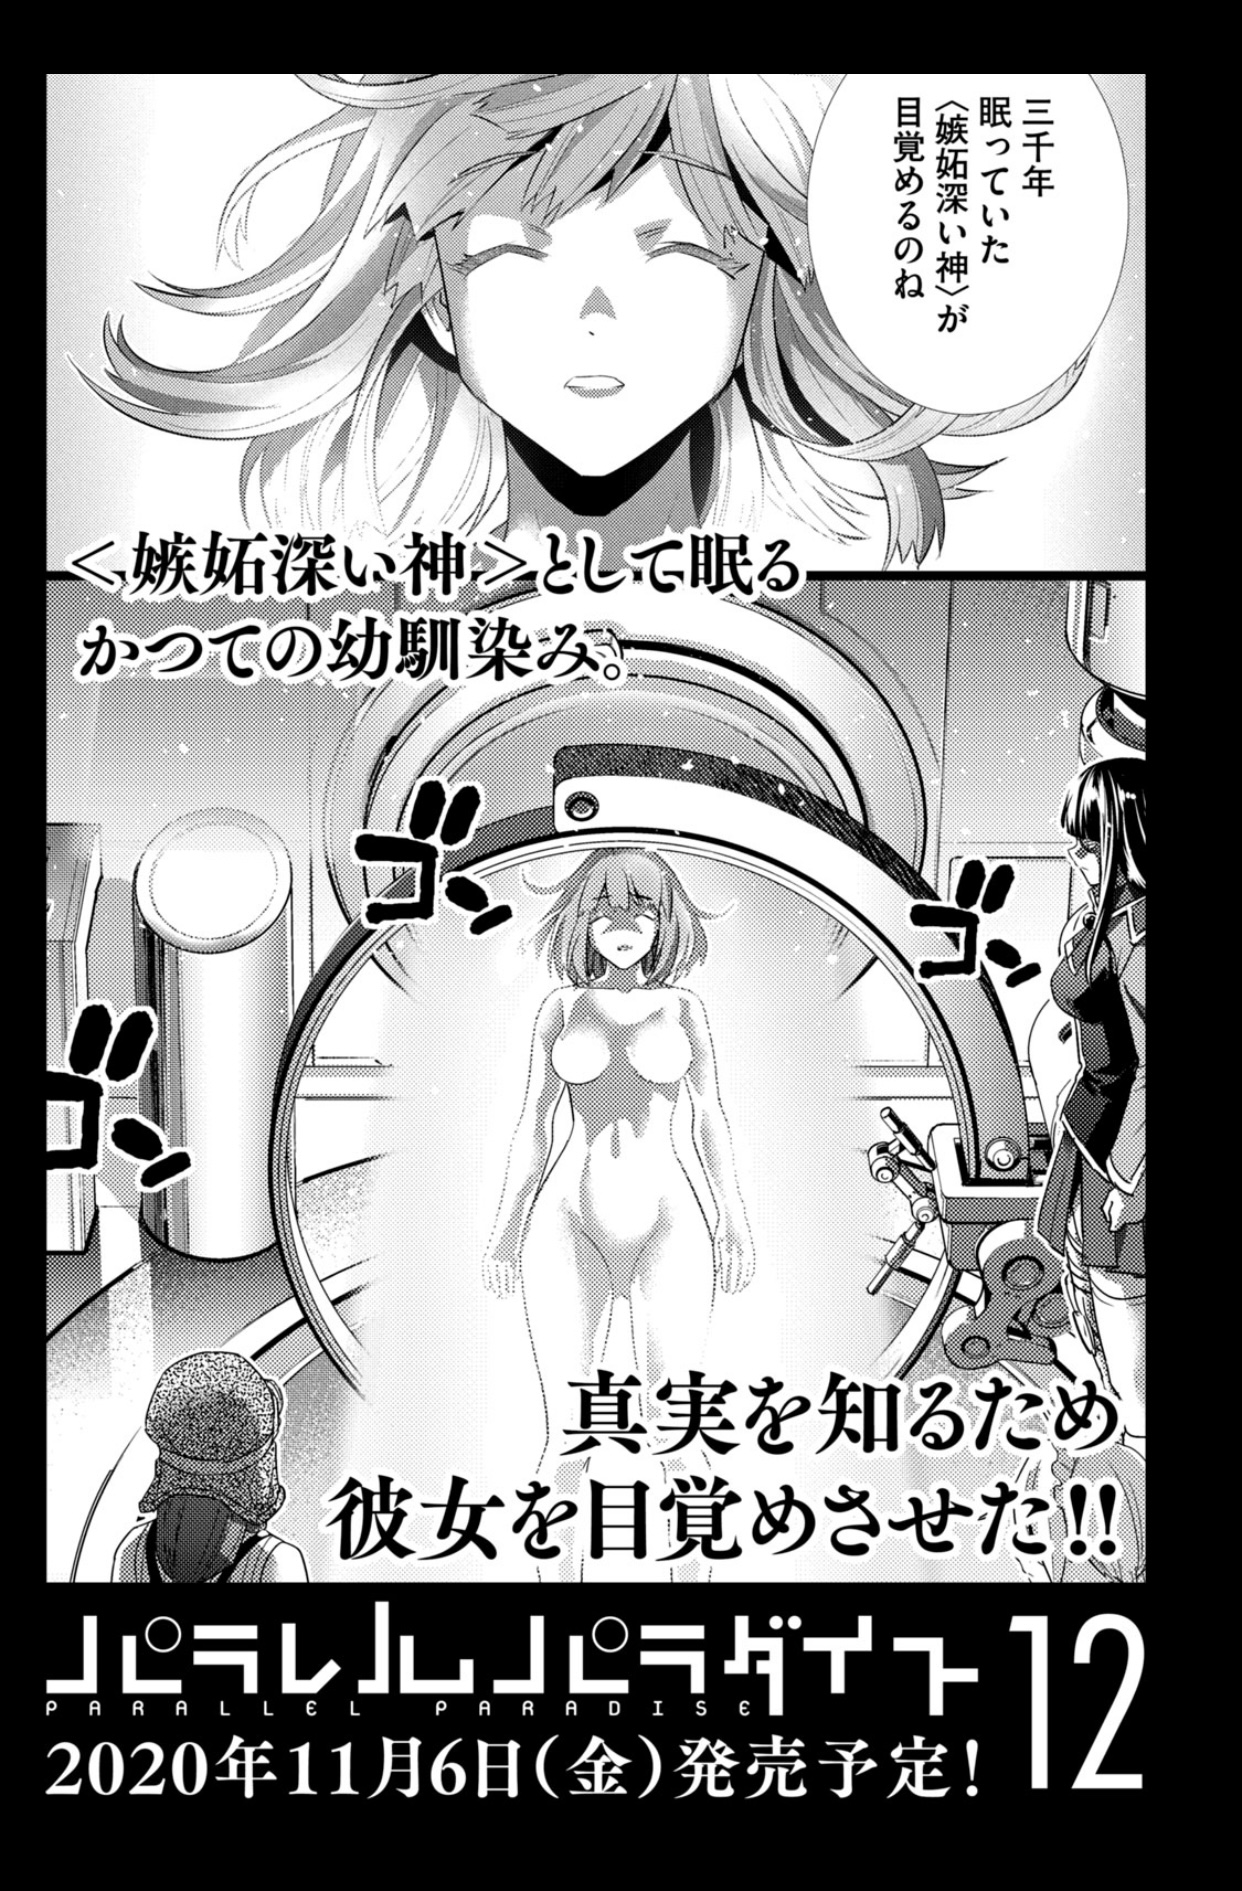 三千年
眠っていた
〈嫉妬深い神〉が
目覚めるのね
＜嫉妬深い神＞として眠る
かつての幼馴染み。
ゴゴン
ゴゴン
ゴゴン
真実を知るため
彼女を目覚めさせた!!
パラレルパラダイス 12
PARALLEL PARADISE
2020年11月6日（金）発売予定！